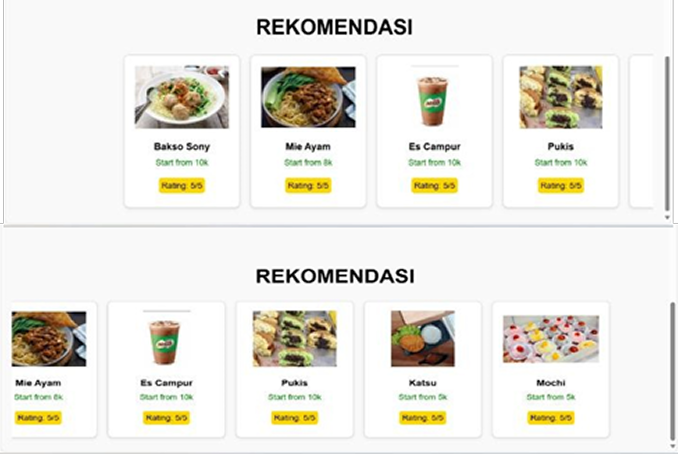 REKOMENDASI
Bakso Sony
Start from 10k
Rating: 5/5
Mie Ayam
Start from 8k
Rating: 5/5
Es Campur
Start from 10k
Rating: 5/5
Pukis
Start from 10k
Rating: 5/5
REKOMENDASI
Mie Ayam
Start from 8k
Rating: 5/5
Es Campur
Start from 10k
Rating: 5/5
Pukis
Start from 10k
Rating: 5/5
Katsu
Start from 5k
Rating: 5/5
Mochi
Start from 5k
Rating: 5/5